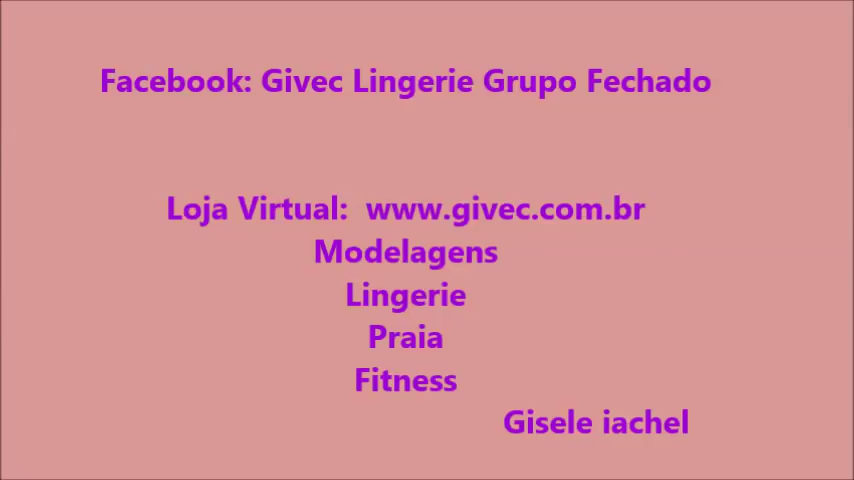 Facebook: Givec Lingerie Grupo Fechado
Loja Virtual: www.givec.com.br
Modelagens
Lingerie
Praia
Fitness
Gisele iachel